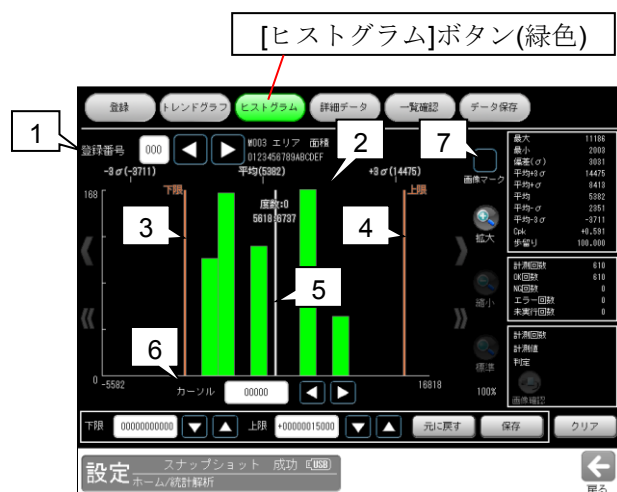 [ヒストグラム]ボタン(緑色)
登録 トレンドグラフ ヒストグラム 詳細データ 一覧確認 データ保存
1 2 7
登録番号 000 W003 エリア 面積
0123456789ABCDEF
画像マーク
-3σ(-3711) 平均(5382) +3σ(14475)
168 下限 上限
度数:0
5618:6737
3 4 5 6
拡大
縮小
標準
100%
0 -5582 16818
カーソル 00000
最大 11186
最小 2003
偏差(σ) 3031
平均+3σ 14475
平均+σ 8413
平均 5382
平均-σ 2351
平均-3σ -3711
Cpk +0.591
歩留り 100.000
計測回数 610
OK回数 610
NG回数 0
エラー回数 0
未実行回数 0
計測回数
計測値
判定
画像確認
下限 00000000000 上限 +00000015000 元に戻す 保存 クリア
設定 スナップショット 成功 USB
ホーム/統計解析
戻る